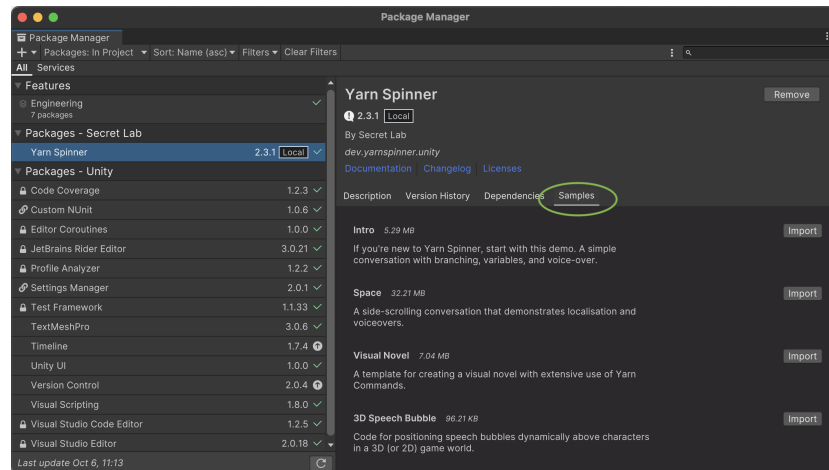 Package Manager
Package Manager
Packages: In Project Sort: Name (asc) Filters Clear Filters
All Services
Features
Engineering
7 packages
Packages - Secret Lab
Yarn Spinner 2.3.1 Local
Packages - Unity
Code Coverage 1.2.3
Custom NUnit 1.0.6
Editor Coroutines 1.0.0
JetBrains Rider Editor 3.0.21
Profile Analyzer 1.2.2
Settings Manager 2.0.1
Test Framework 1.1.33
TextMeshPro 3.0.6
Timeline 1.7.4
Unity UI 1.0.0
Version Control 2.0.4
Visual Scripting 1.8.0
Visual Studio Code Editor 1.2.5
Visual Studio Editor 2.0.18
Last update Oct 6, 11:13
Yarn Spinner Remove
2.3.1 Local
By Secret Lab
dev.yarnspinner.unity
Documentation Changelog Licenses
Description Version History Dependencies Samples
Intro 5.29 MB Import
If you're new to Yarn Spinner, start with this demo. A simple
conversation with branching, variables, and voice-over.
Space 32.21 MB Import
A side-scrolling conversation that demonstrates localisation and
voiceovers.
Visual Novel 7.04 MB Import
A template for creating a visual novel with extensive use of Yarn
Commands.
3D Speech Bubble 96.21 KB Import
Code for positioning speech bubbles dynamically above characters
in a 3D (or 2D) game world.